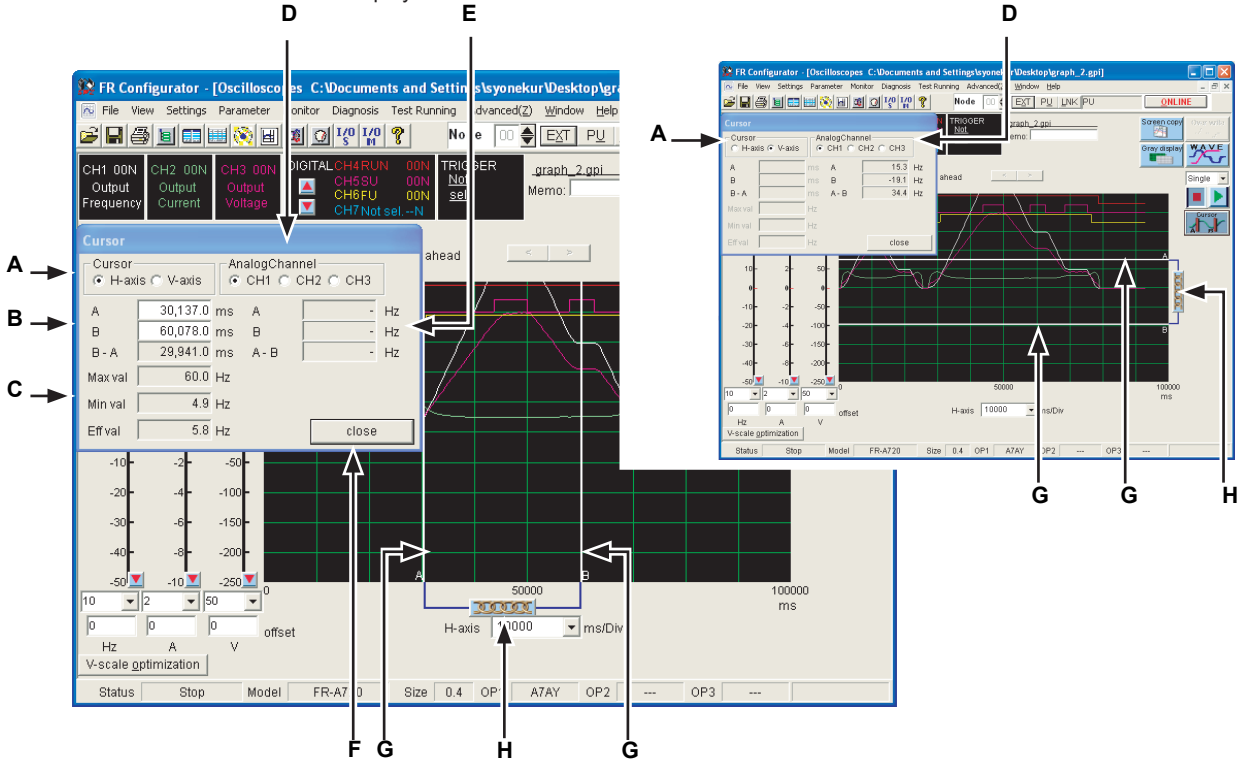 D
E
FR Configurator - [Oscilloscopes C:\Documents and Settings\syonekur\Desktop\gra
File View Settings Parameter Monitor Diagnosis Test Running Advanced(Z) Window Help
I/O S I/O M ? Node 00 EXT PU
CH1 00N Output Frequency
CH2 00N Output Current
CH3 00N Output Voltage
DIGITAL CH4 RUN 00N
CH5 SU 00N
CH6 FU 00N
CH7 Not sel. --N
TRIGGER Not sel
graph_2.gpi
Memo:
ahead < >
Cursor
A
Cursor AnalogChannel
H-axis V-axis CH1 CH2 CH3
B
A 30,137.0 ms A - Hz
B 60,078.0 ms B - Hz
B - A 29,941.0 ms A - B - Hz
C
Max val 60.0 Hz
Min val 4.9 Hz
Eff val 5.8 Hz
close
-10 -2 -50
-20 -4 -100
-30 -6 -150
-40 -8 -200
-50 -10 -250
A B
0 50000 100000
ms
10 2 50
0 0 0 offset
Hz A V
H-axis 10000 ms/Div
V-scale optimization
Status Stop Model FR-A7 0 Size 0.4 OP A7AY OP2 --- OP3 ---
F G H G
D
FR Configurator - [Oscilloscopes C:\Documents and Settings\syonekur\Desktop\graph_2.gpi]
File View Settings Parameter Monitor Diagnosis Test Running Advanced(Z) Window Help
I/O S I/O M ? Node 00 EXT PU LNK PU ONLINE
A
Cursor
Cursor AnalogChannel
H-axis V-axis CH1 CH2 CH3
A ms A 15.3 Hz
B ms B -19.1 Hz
B - A ms A - B 34.4 Hz
Max val Hz
Min val Hz
Eff val Hz
close
TRIGGER
Not
graph_2.gpi
emo:
ahead < >
Screen copy
Gray display
WAVE
Single
Cursor
10 2 50
0 0 0
-10 -2 -50
-20 -4 -100
-30 -6 -150
-40 -8 -200
-50 -10 -250
A
B
H
0 50000 100000
ms
10 2 50
0 0 0 offset
Hz A V
H-axis 10000 ms/Div
V-scale optimization
Status Stop Model FR-A720 Size 0.4 OP1 A7AY OP2 --- OP3 ---
G G H